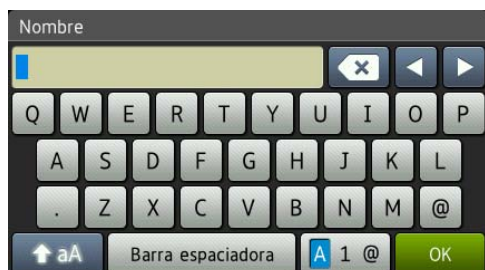 Nombre
Q W E R T Y U I O P
A S D F G H J K L
. Z X C V B N M @
aA Barra espaciadora A 1 @ OK